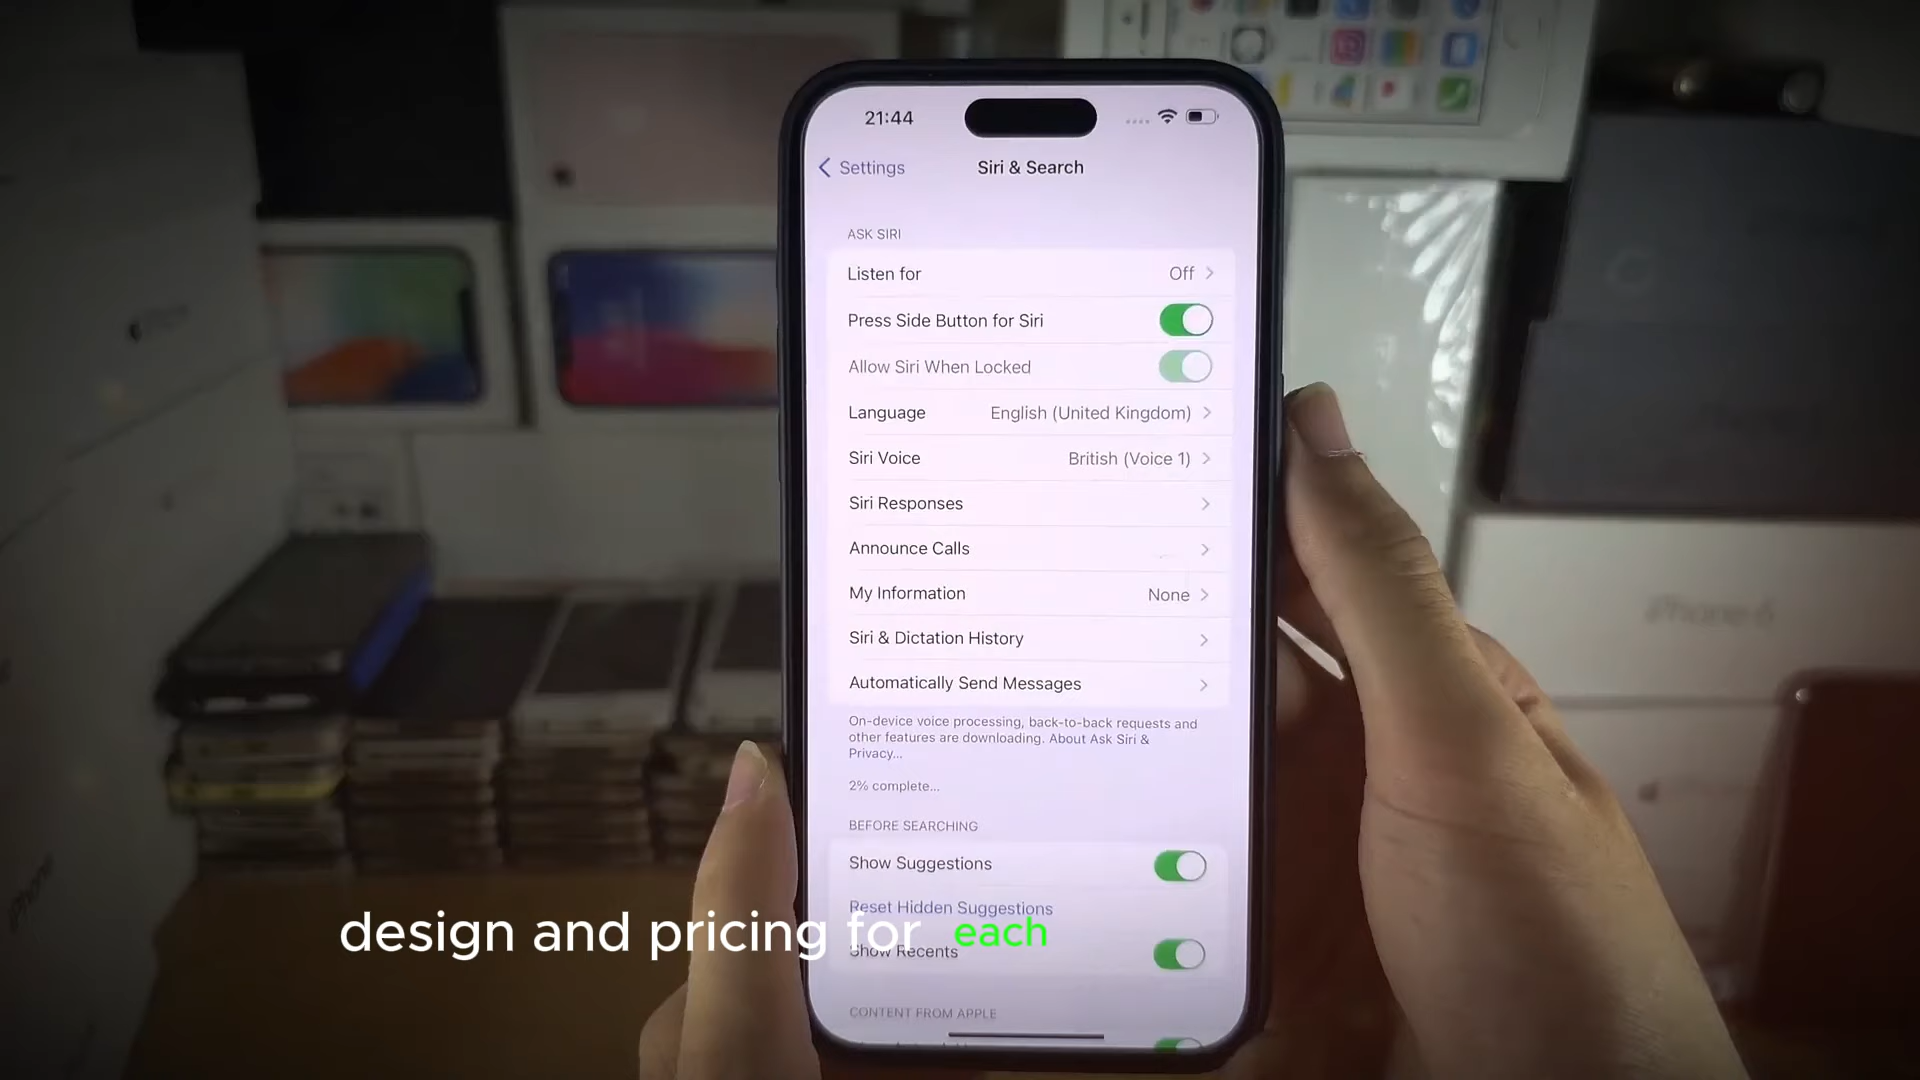 21:44
Settings
Siri & Search
ASK SIRI
Listen for Off
Press Side Button for Siri
Allow Siri When Locked
Language English (United Kingdom)
Siri Voice British (Voice 1)
Siri Responses
Announce Calls
My Information None
Siri & Dictation History
Automatically Send Messages
On-device voice processing, back-to-back requests and
other features are downloading. About Ask Siri &
Privacy...
2% complete...
BEFORE SEARCHING
Show Suggestions
Reset Hidden Suggestions
design and pricing for each
Show Recents
CONTENT FROM APPLE
iPhone 6
iPhone